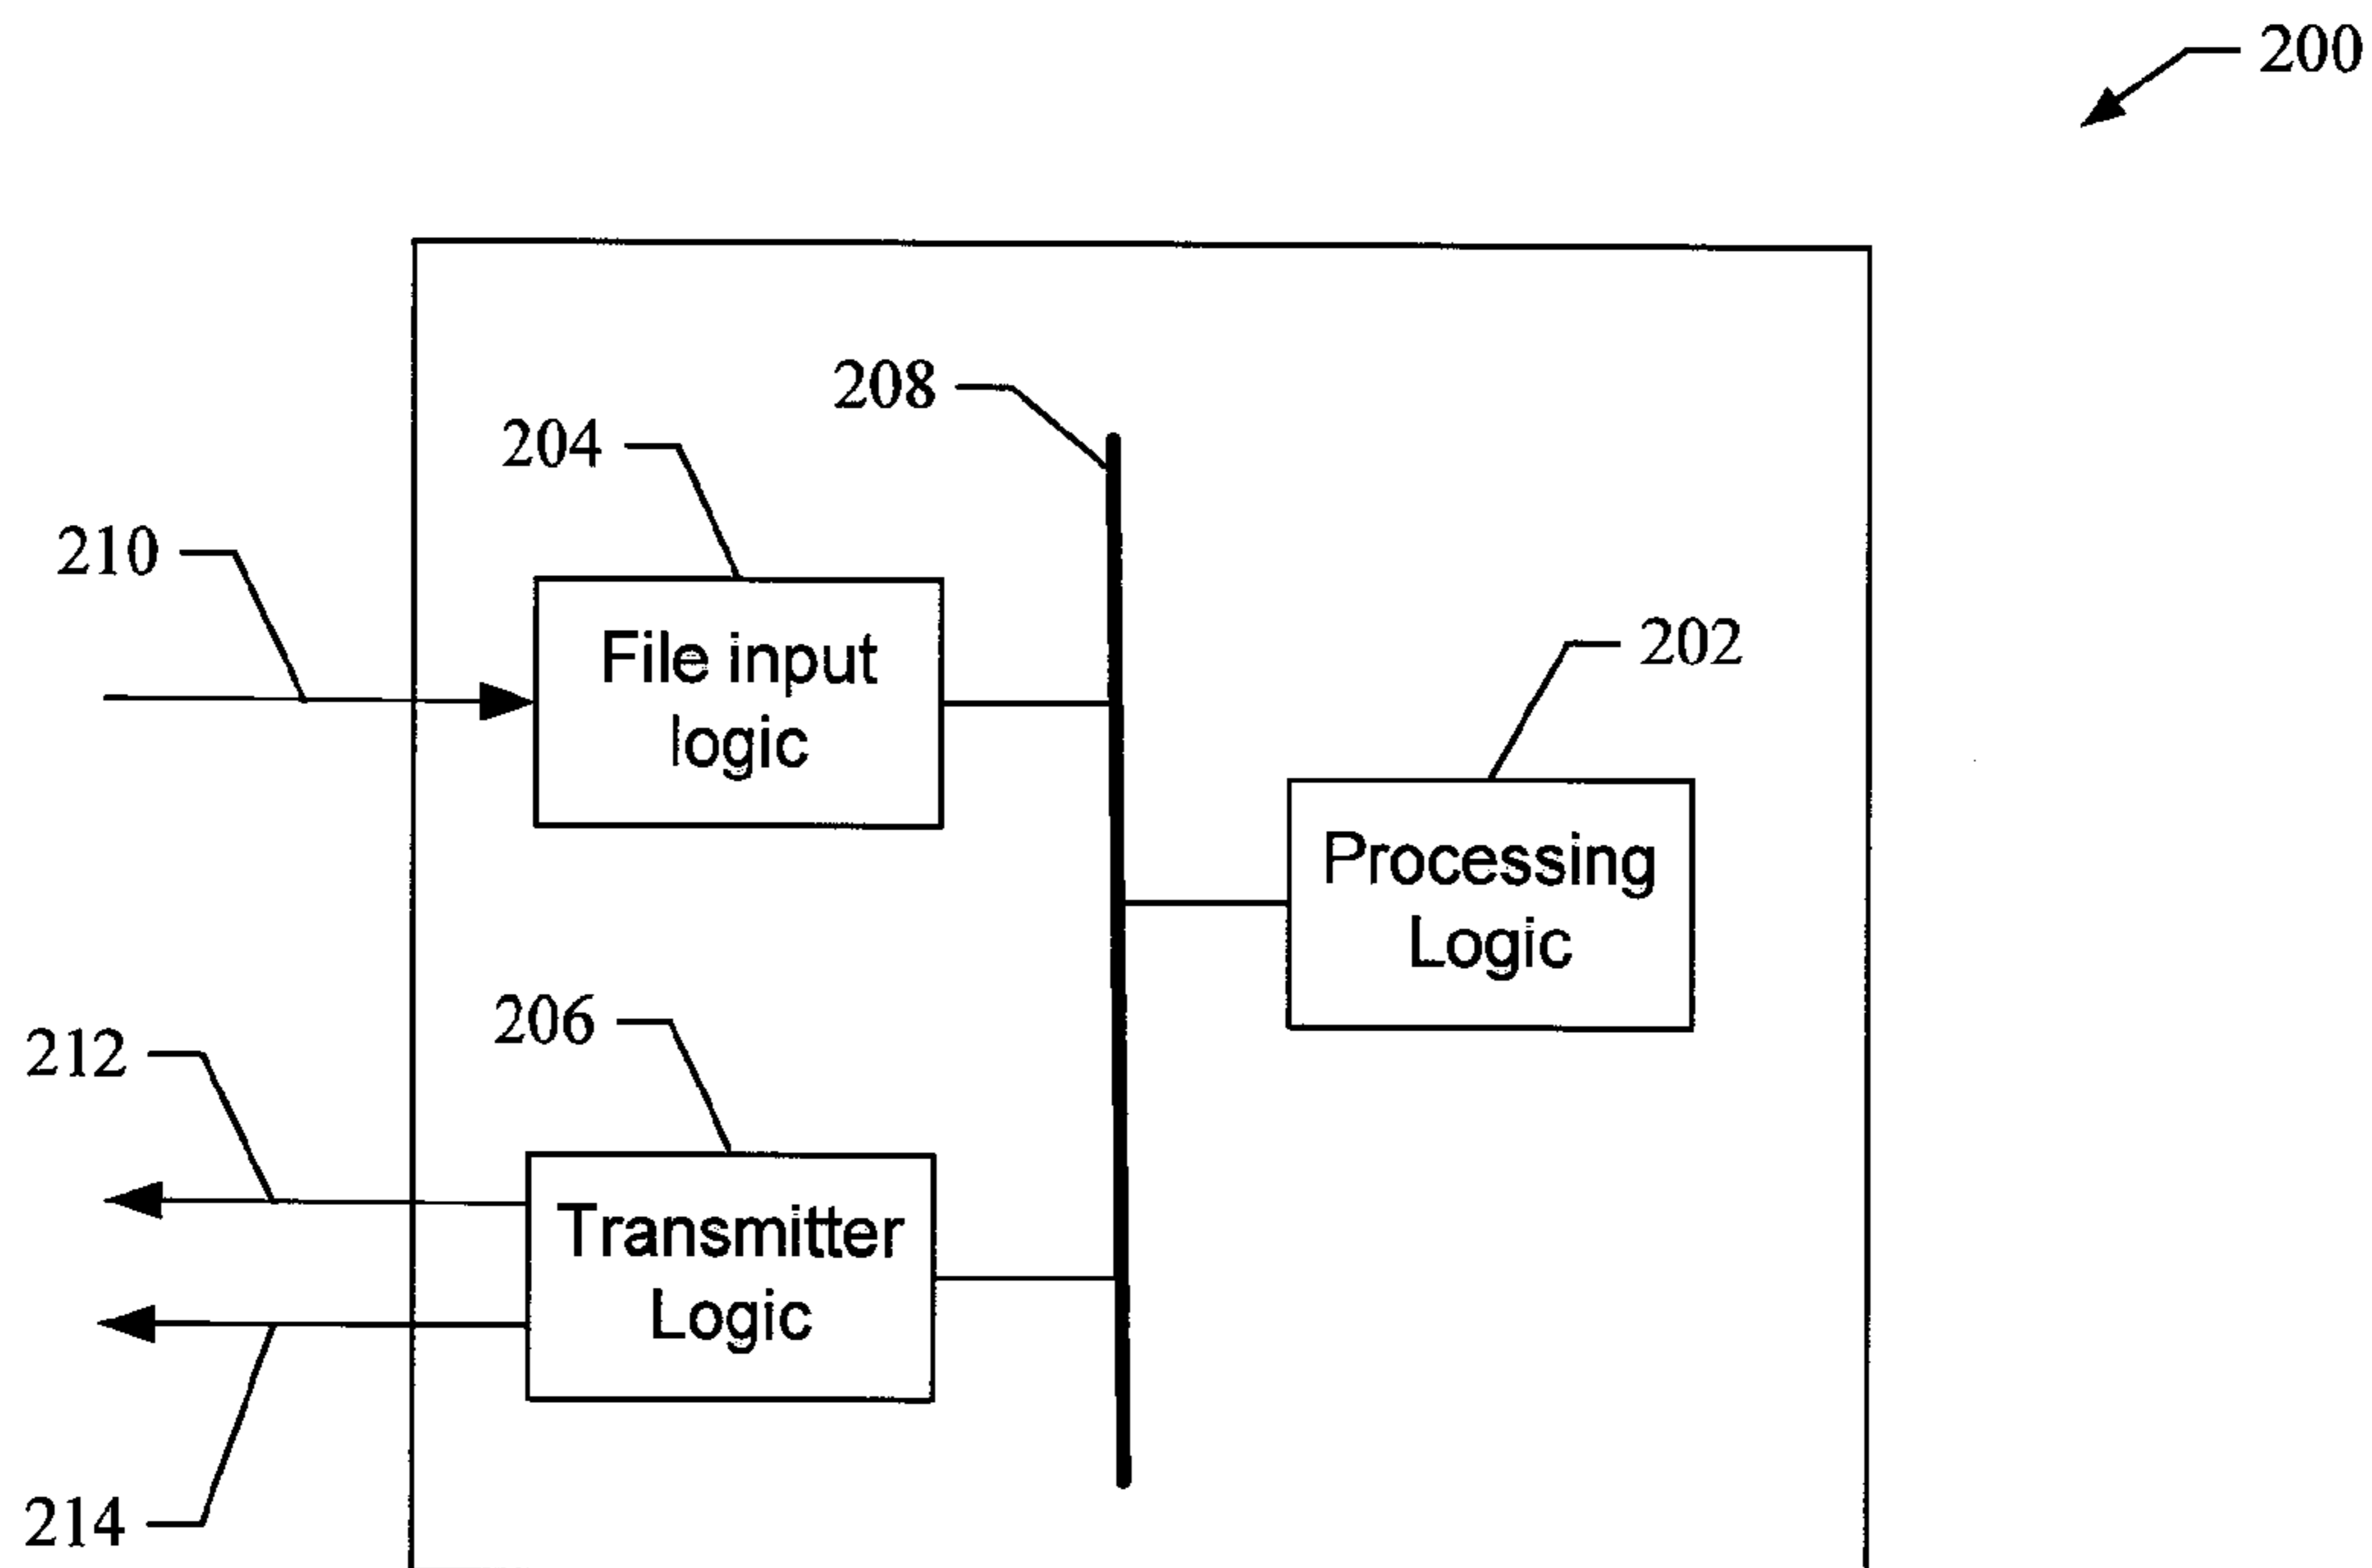 200
208
204
210
File input
logic
202
Processing
Logic
206
212
Transmitter
Logic
214